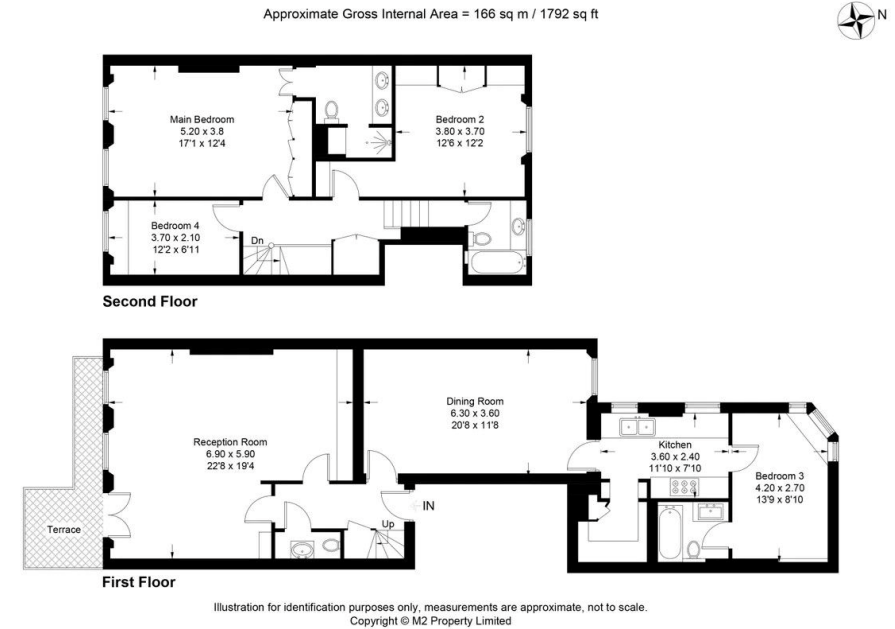 Approximate Gross Internal Area = 166 sq m / 1792 sq ft
N
Main Bedroom
5.20 x 3.8
17'1 x 12'4
Bedroom 2
3.80 x 3.70
12'6 x 12'2
Bedroom 4
3.70 x 2.10
12'2 x 6'11
Dn
Second Floor
Reception Room
6.90 x 5.90
22'8 x 19'4
Dining Room
6.30 x 3.60
20'8 x 11'8
Kitchen
3.60 x 2.40
11'10 x 7'10
Bedroom 3
4.20 x 2.70
13'9 x 8'10
Terrace
IN
Up
First Floor
Illustration for identification purposes only, measurements are approximate, not to scale.
Copyright © M2 Property Limited